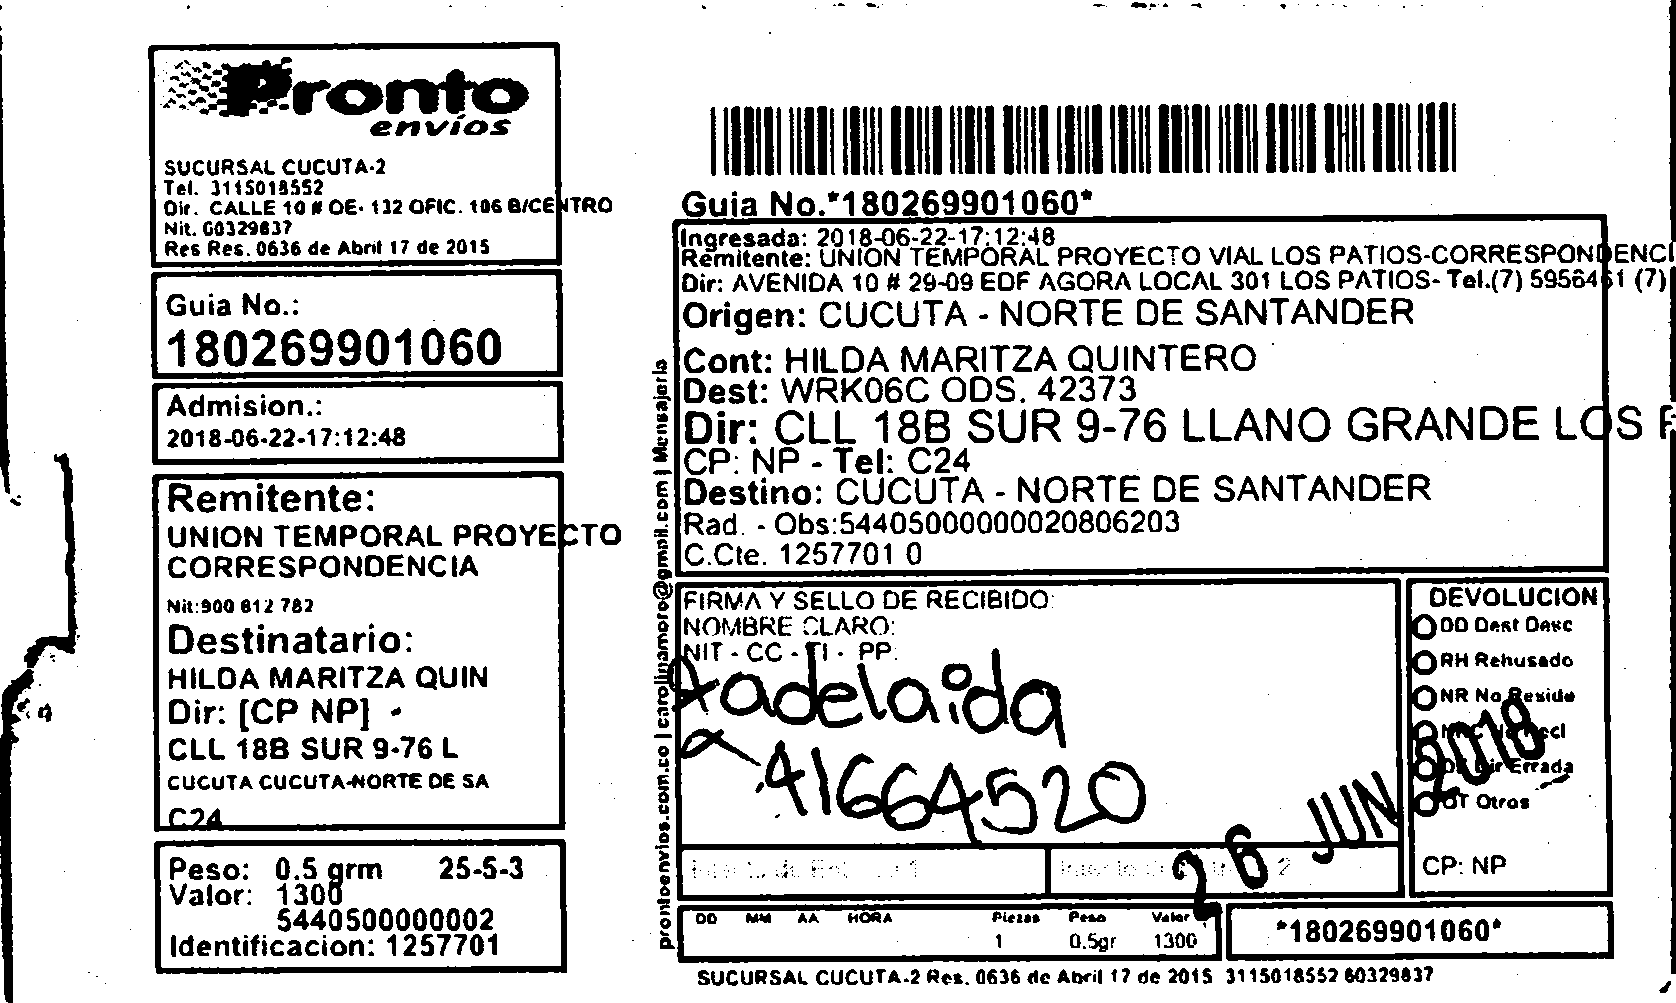 Pronto
envíos
SUCURSAL CUCUTA-2
Tel. 3115018552
Dir. CALLE 10 # OE- 132 OFIC. 106 B/CENTRO
Nit. 60329837
Res Res. 0636 de Abril 17 de 2015
Guia No.:
180269901060
Admision.:
2018-06-22-17:12:48
Remitente:
UNION TEMPORAL PROYECTO
CORRESPONDENCIA
Nit:900 812 782
Destinatario:
HILDA MARITZA QUIN
Dir: [CP NP] -
CLL 18B SUR 9-76 L
CUCUTA CUCUTA-NORTE DE SA
C24
Peso: 0.5 grm 25-5-3
Valor: 1300
5440500000002
Identificacion: 1257701
prontoenvios.com.co | carolinamoro@gmail.com | Mensajeria
Guia No.*180269901060*
Ingresada: 2018-06-22-17:12:48
Remitente: UNION TEMPORAL PROYECTO VIAL LOS PATIOS-CORRESPONDENCI
Dir: AVENIDA 10 # 29-09 EDF AGORA LOCAL 301 LOS PATIOS- Tel.(7) 5956461 (7)
Origen: CUCUTA - NORTE DE SANTANDER
Cont: HILDA MARITZA QUINTERO
Dest: WRK06C ODS. 42373
Dir: CLL 18B SUR 9-76 LLANO GRANDE LOS
CP: NP - Tel: C24
Destino: CUCUTA - NORTE DE SANTANDER
Rad. - Obs:54405000000020806203
C.Cte. 1257701 0
FIRMA Y SELLO DE RECIBIDO:
NOMBRE CLARO:
NIT - CC - TI - PP.
adelaida
41664520
26 JUN 2018
DEVOLUCION
DD Dest Desc
RH Rehusado
NR No Reside
Dir Errada
OT Otros
CP: NP
DD MM AA HORA Piezas Peso Valor
1 0.5gr 1300
*180269901060*
SUCURSAL CUCUTA-2 Res. 0636 de Abril 17 de 2015 3115018552 60329837